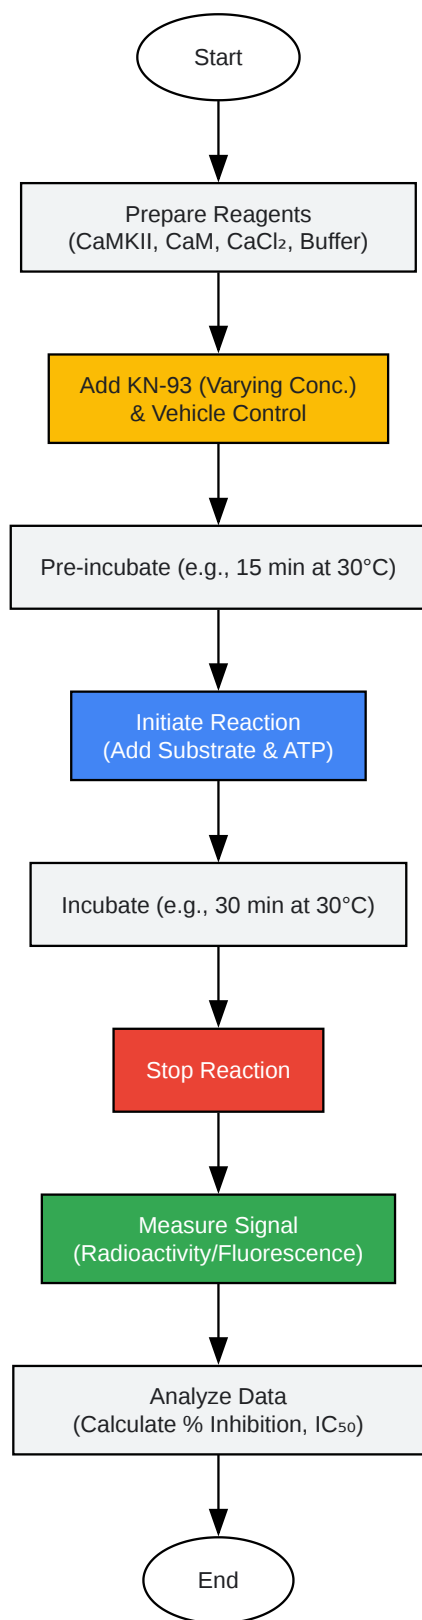 Start
Prepare Reagents
(CaMKII, CaM, CaCl₂, Buffer)
Add KN-93 (Varying Conc.)
& Vehicle Control
Pre-incubate (e.g., 15 min at 30°C)
Initiate Reaction
(Add Substrate & ATP)
Incubate (e.g., 30 min at 30°C)
Stop Reaction
Measure Signal
(Radioactivity/Fluorescence)
Analyze Data
(Calculate % Inhibition, IC₅₀)
End